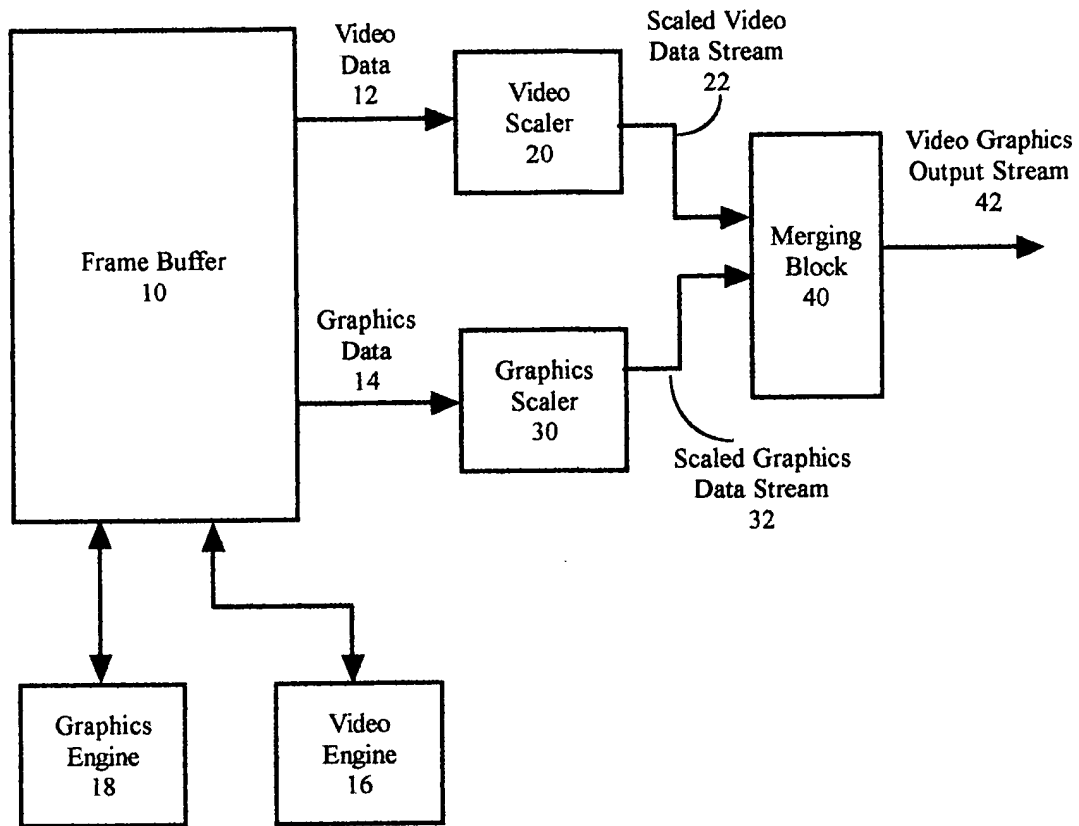 Video
Data
12
Scaled Video
Data Stream
22
Video
Scaler
20
Video Graphics
Output Stream
42
Frame Buffer
10
Merging
Block
40
Graphics
Data
14
Graphics
Scaler
30
Scaled Graphics
Data Stream
32
Graphics
Engine
18
Video
Engine
16